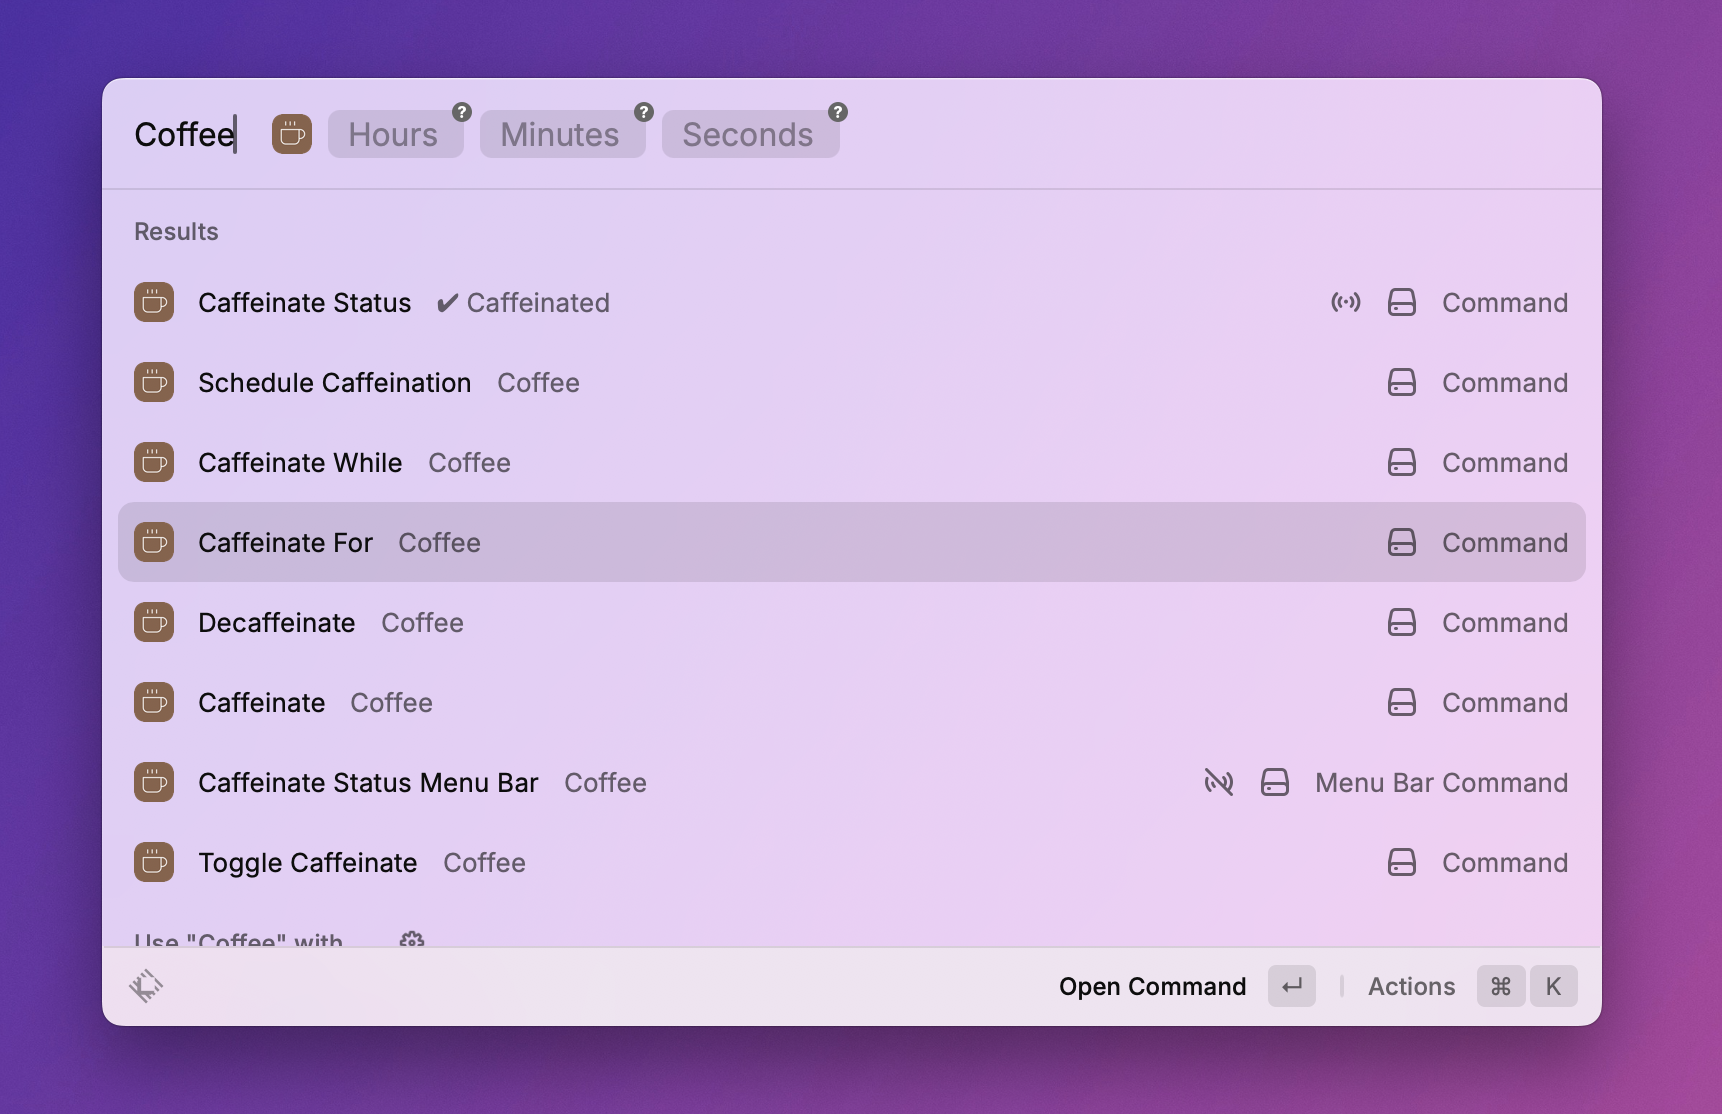 Coffee Hours ? Minutes ? Seconds ?
Results
Caffeinate Status ✔ Caffeinated Command
Schedule Caffeination Coffee Command
Caffeinate While Coffee Command
Caffeinate For Coffee Command
Decaffeinate Coffee Command
Caffeinate Coffee Command
Caffeinate Status Menu Bar Coffee Menu Bar Command
Toggle Caffeinate Coffee Command
Use "Coffee" with
Open Command ↵ Actions ⌘ K